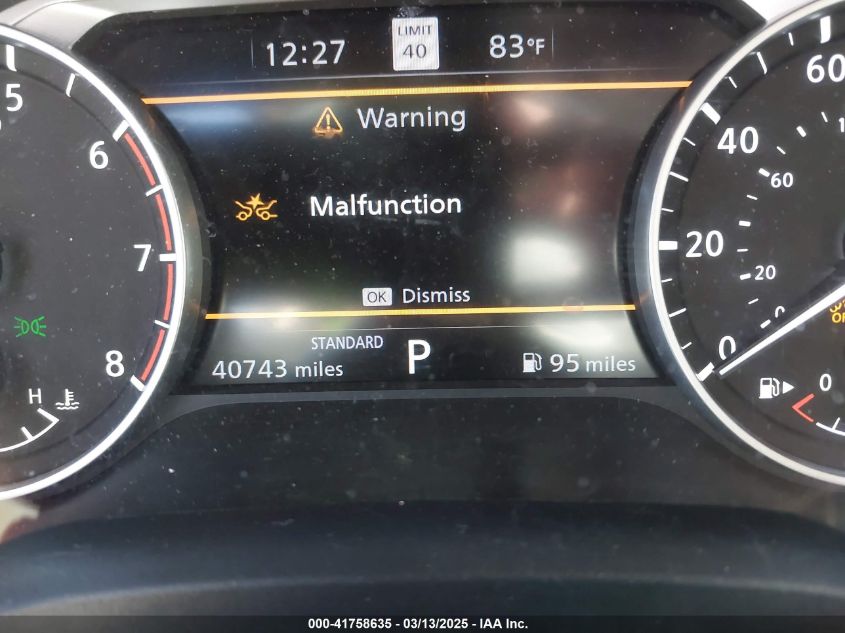 12:27
LIMIT
40
83°F
Warning
Malfunction
OK Dismiss
STANDARD
40743 miles
P
95 miles
5
6
7
8
H
60
40
20
0
60
20
0
0
000-41758635 - 03/13/2025 - IAA Inc.